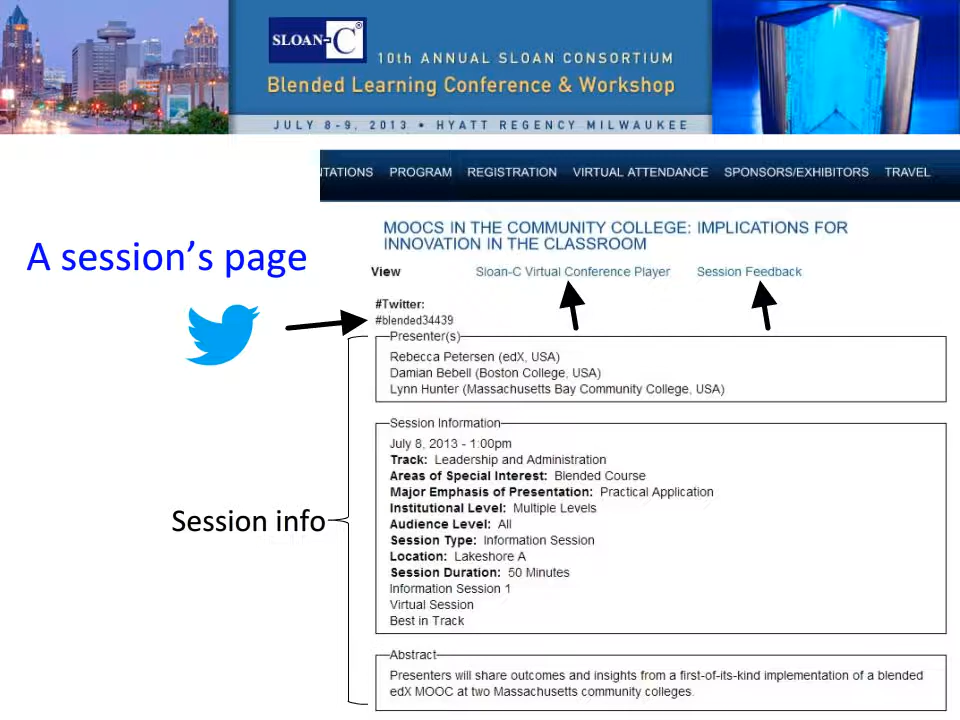 SLOAN-C®
10th ANNUAL SLOAN CONSORTIUM
Blended Learning Conference & Workshop
JULY 8-9, 2013 • HYATT REGENCY MILWAUKEE
NTATIONS PROGRAM REGISTRATION VIRTUAL ATTENDANCE SPONSORS/EXHIBITORS TRAVEL
MOOCS IN THE COMMUNITY COLLEGE: IMPLICATIONS FOR
INNOVATION IN THE CLASSROOM
A session's page
View Sloan-C Virtual Conference Player Session Feedback
#Twitter:
#blended34439
Presenter(s)
Rebecca Petersen (edX, USA)
Damian Bebell (Boston College, USA)
Lynn Hunter (Massachusetts Bay Community College, USA)
Session Information
July 8, 2013 - 1:00pm
Track: Leadership and Administration
Areas of Special Interest: Blended Course
Major Emphasis of Presentation: Practical Application
Institutional Level: Multiple Levels
Audience Level: All
Session Type: Information Session
Location: Lakeshore A
Session Duration: 50 Minutes
Information Session 1
Virtual Session
Best in Track
Session info
Abstract
Presenters will share outcomes and insights from a first-of-its-kind implementation of a blended
edX MOOC at two Massachusetts community colleges.